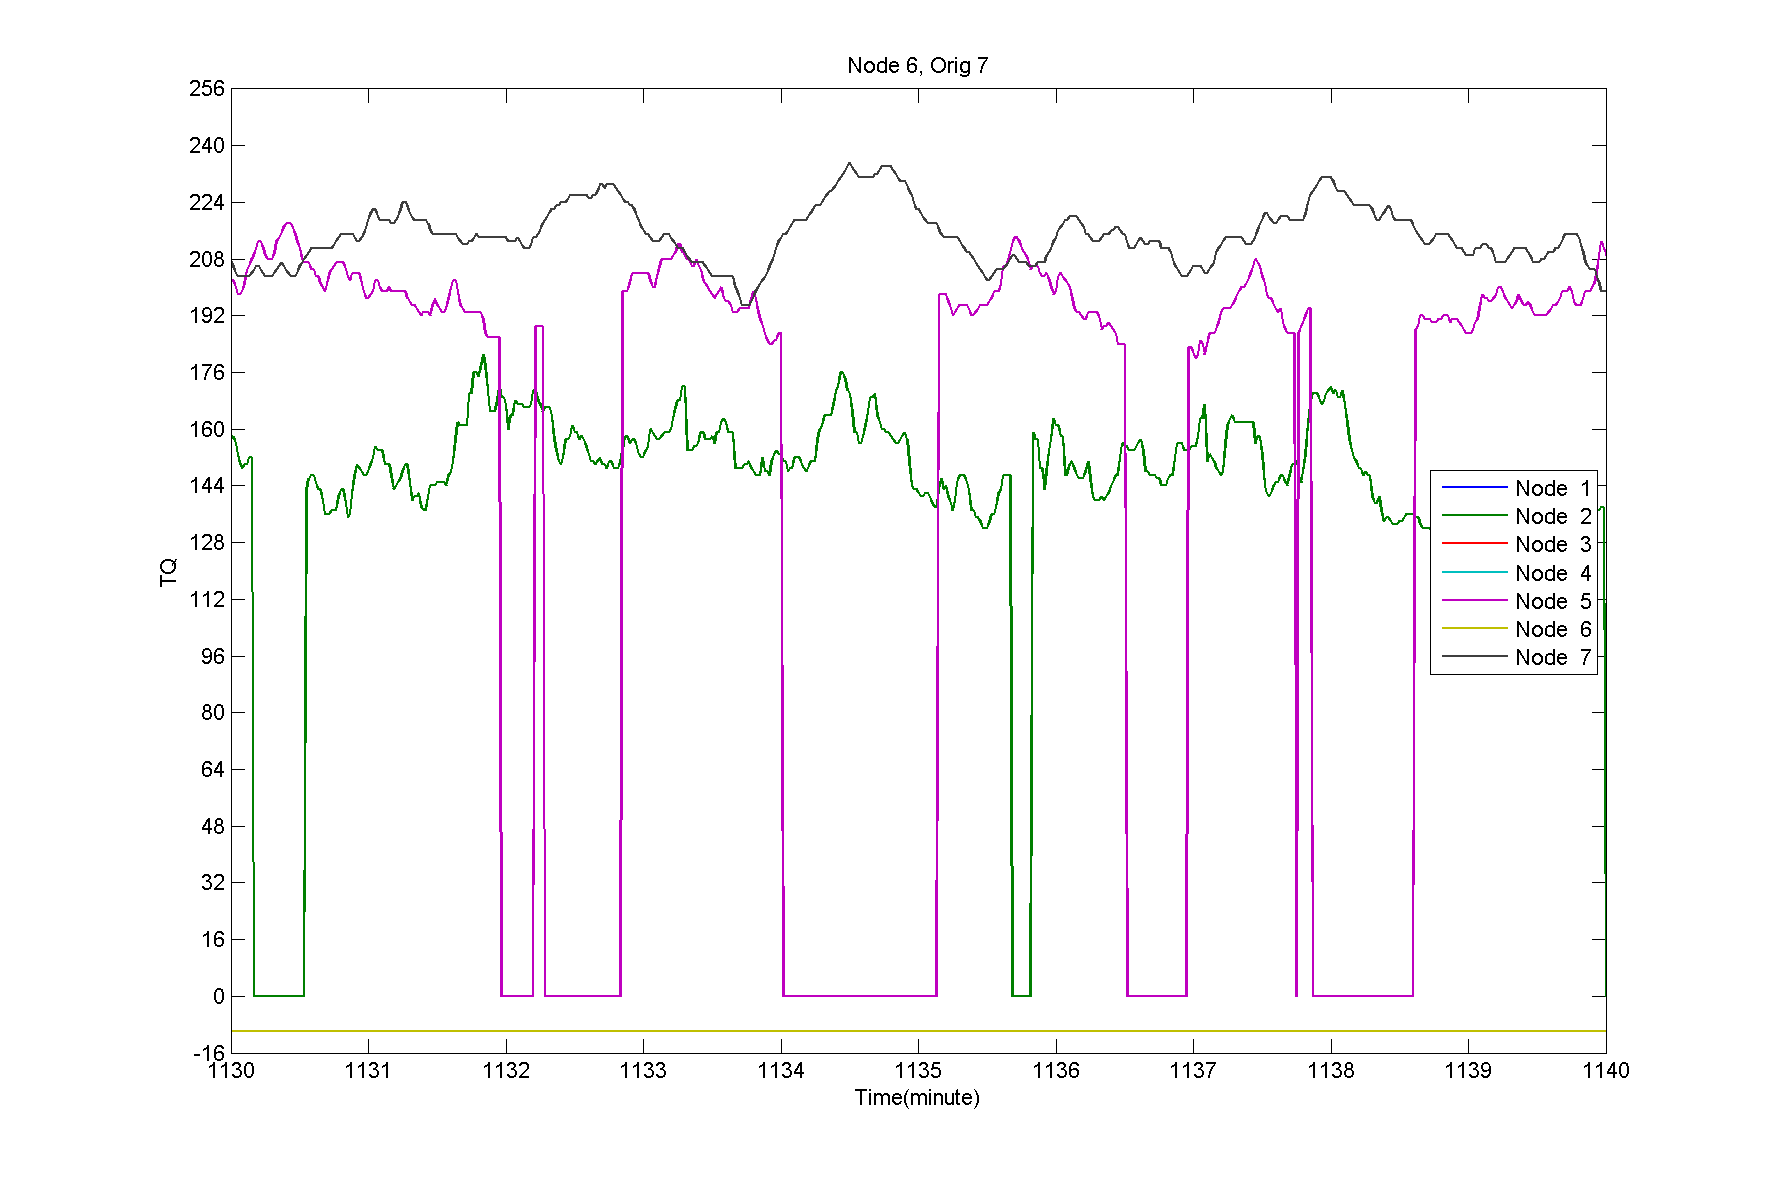 Node 6, Orig 7
256
240
224
208
192
176
160
144
128
112
96
80
64
48
32
16
0
-16
TQ
Node 1
Node 2
Node 3
Node 4
Node 5
Node 6
Node 7
1130 1131 1132 1133 1134 1135 1136 1137 1138 1139 1140
Time(minute)